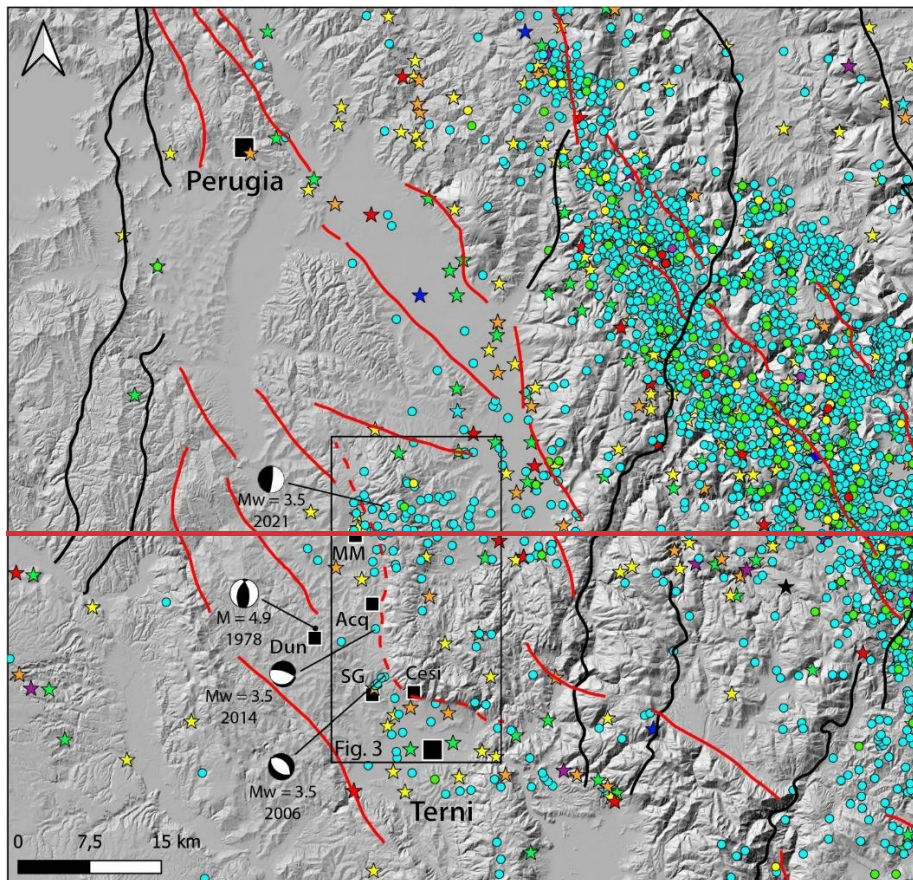 Perugia
Mw = 3.5
2021
MM
M = 4.9
1978
Dun
Acq
Mw = 3.5
2014
SG
Cesi
Fig. 3
Mw = 3.5
2006
Terni
0 7,5 15 km